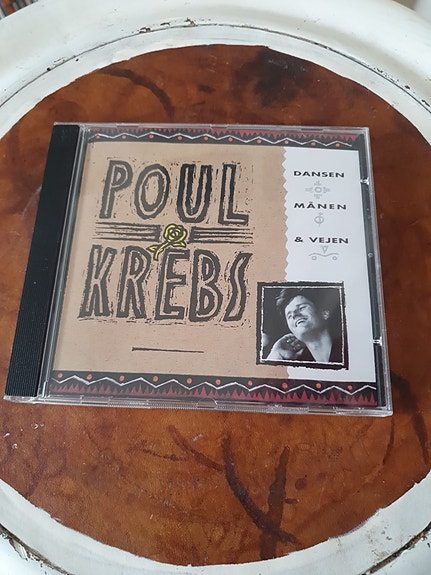 POUL
KREBS
DANSEN
MÅNEN
& VEJEN